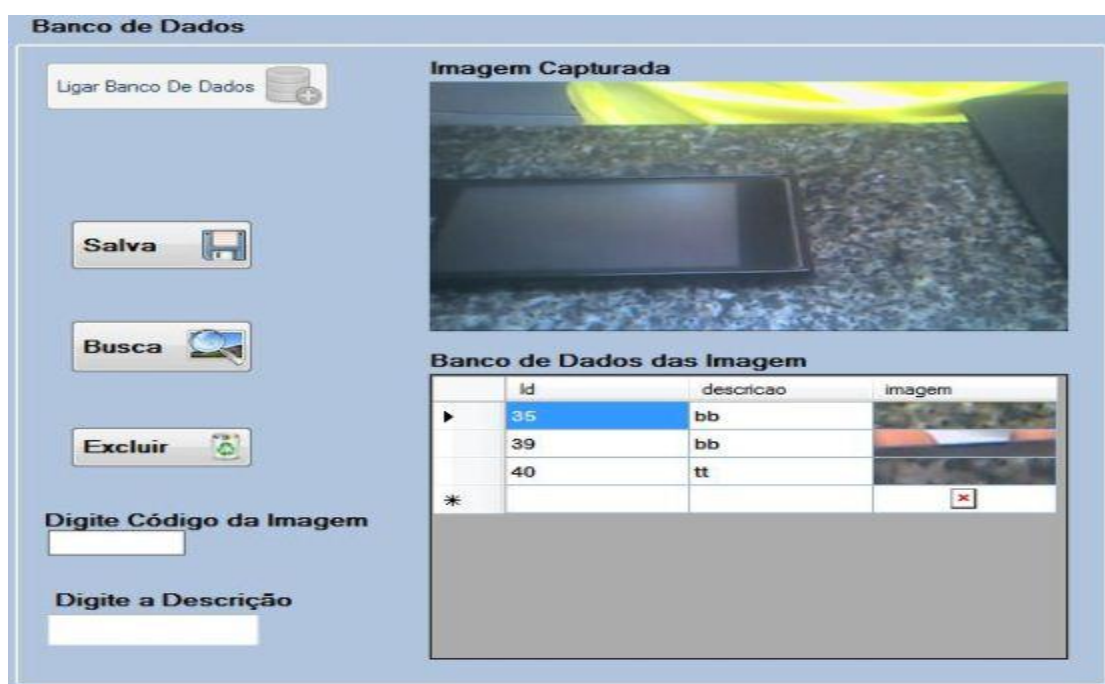 Banco de Dados
Ligar Banco De Dados
Salva
Busca
Excluir
Digite Código da Imagem
Digite a Descrição
Imagem Capturada
Banco de Dados das Imagem
Id descricao imagem
35 bb
39 bb
40 tt